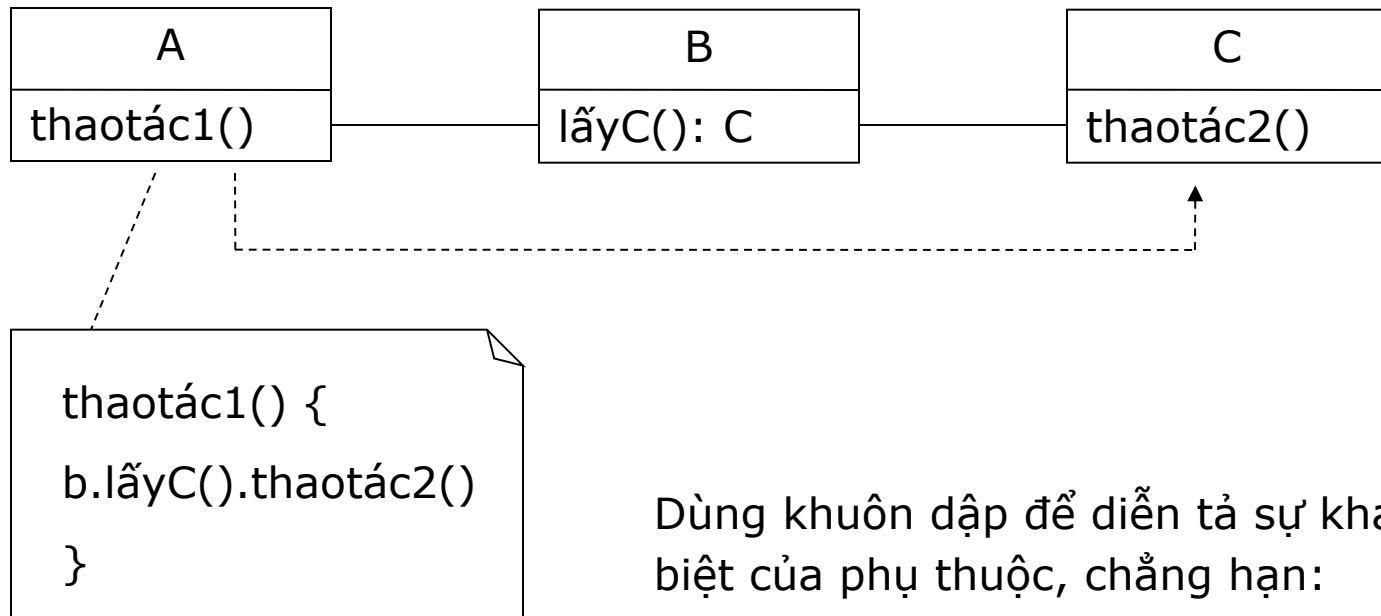 A
thaotác1()
B
lấyC(): C
C
thaotác2()
thaotác1() {
b.lấyC().thaotác2()
}
Dùng khuôn dập để diễn tả sự
biệt của phụ thuộc, chẳng hạn: